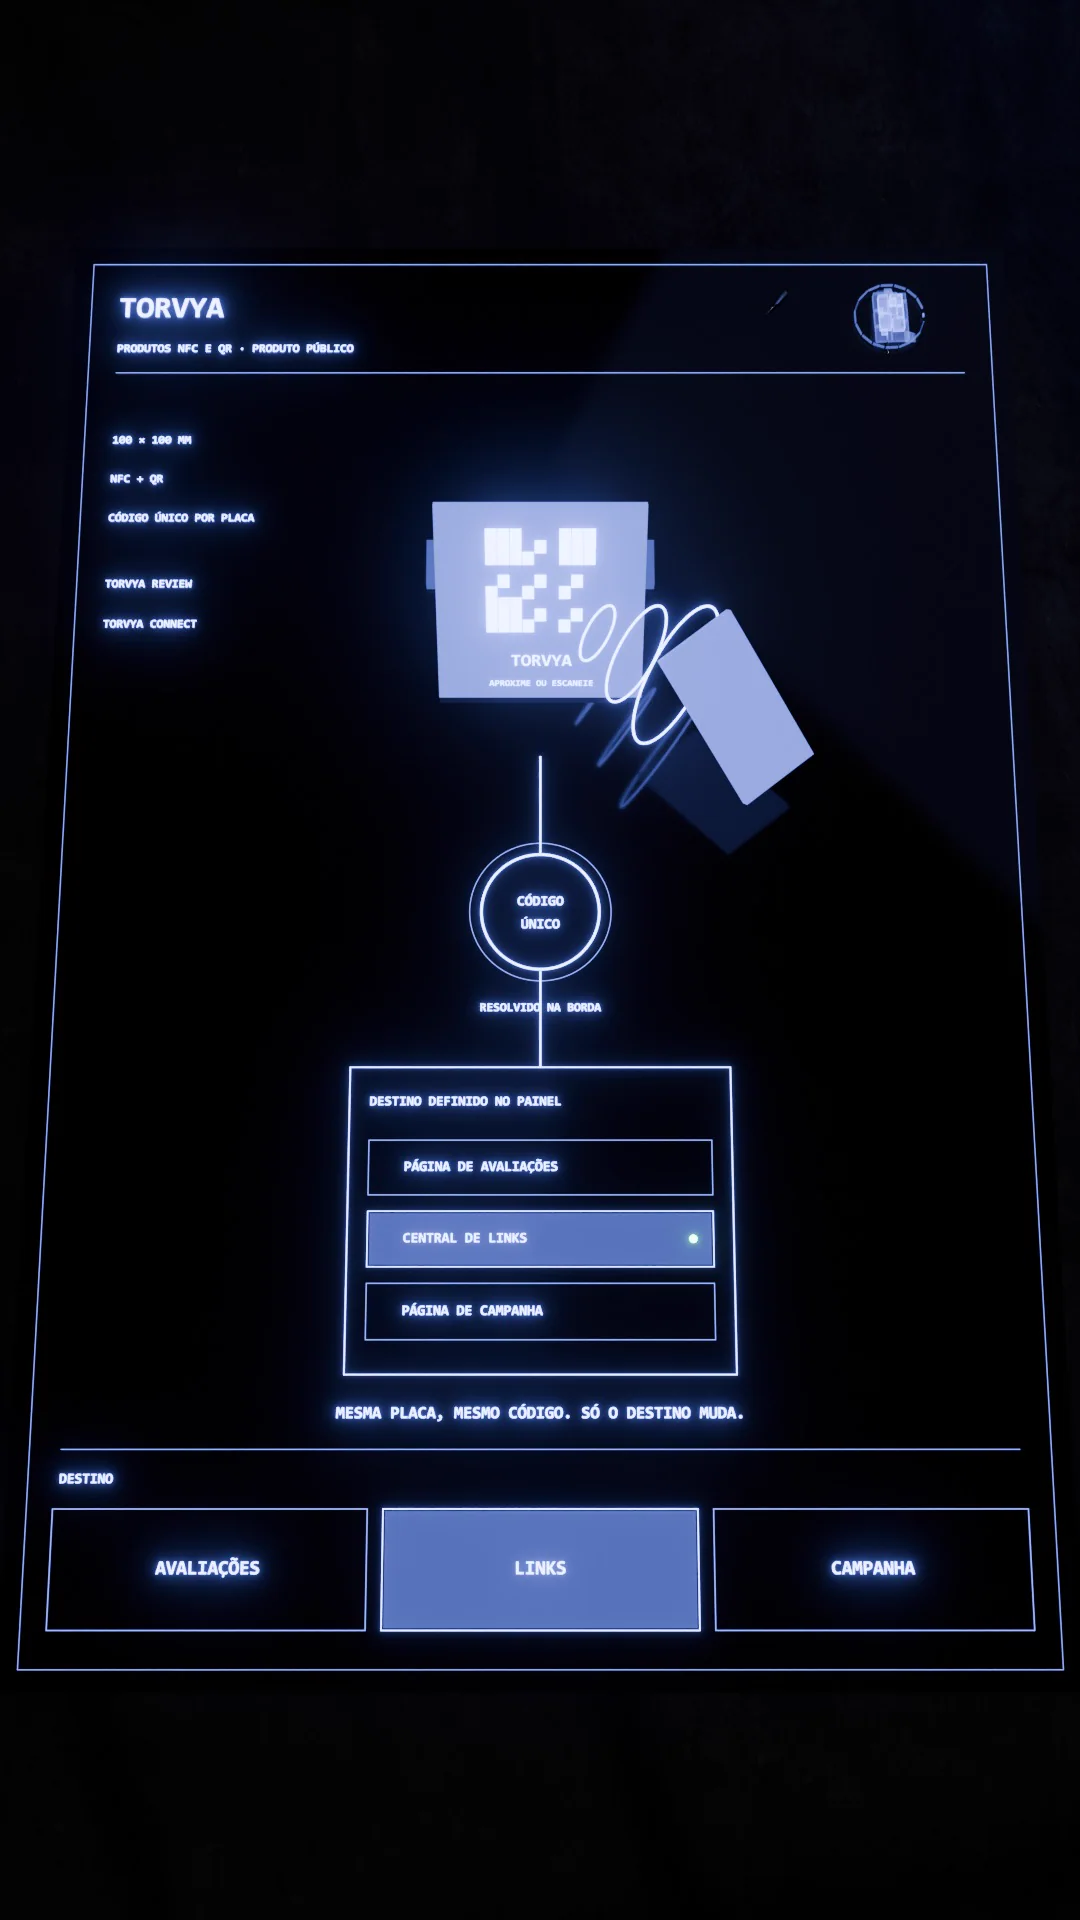 TORVYA
PRODUTOS NFC E QR · PRODUTO PÚBLICO
100 × 100 MM
NFC + QR
CÓDIGO ÚNICO POR PLACA
TORVYA REVIEW
TORVYA CONNECT
TORVYA
APROXIME OU ESCANEIE
CÓDIGO
ÚNICO
RESOLVIDO NA BORDA
DESTINO DEFINIDO NO PAINEL
PÁGINA DE AVALIAÇÕES
CENTRAL DE LINKS
PÁGINA DE CAMPANHA
MESMA PLACA, MESMO CÓDIGO. SÓ O DESTINO MUDA.
DESTINO
AVALIAÇÕES
LINKS
CAMPANHA